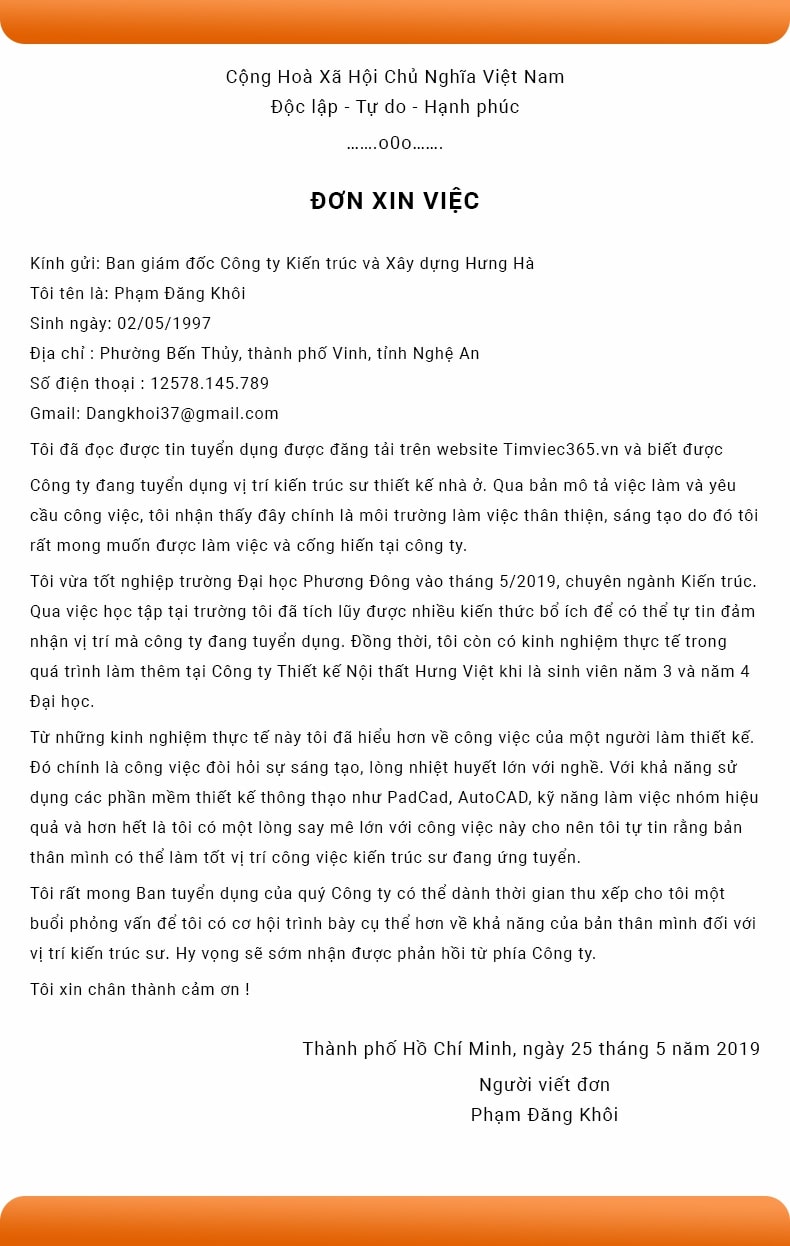 Cộng Hoà Xã Hội Chủ Nghĩa Việt Nam
Độc lập - Tự do - Hạnh phúc
…….o0o…….
ĐƠN XIN VIỆC
Kính gửi: Ban giám đốc Công ty Kiến trúc và Xây dựng Hưng Hà
Tôi tên là: Phạm Đăng Khôi
Sinh ngày: 02/05/1997
Địa chỉ : Phường Bến Thủy, thành phố Vinh, tỉnh Nghệ An
Số điện thoại : 12578.145.789
Gmail: Dangkhoi37@gmail.com
Tôi đã đọc được tin tuyển dụng được đăng tải trên website Timviec365.vn và biết được
Công ty đang tuyển dụng vị trí kiến trúc sư thiết kế nhà ở. Qua bản mô tả việc làm và yêu
cầu công việc, tôi nhận thấy đây chính là môi trường làm việc thân thiện, sáng tạo do đó tôi
rất mong muốn được làm việc và cống hiến tại công ty.
Tôi vừa tốt nghiệp trường Đại học Phương Đông vào tháng 5/2019, chuyên ngành Kiến trúc.
Qua việc học tập tại trường tôi đã tích lũy được nhiều kiến thức bổ ích để có thể tự tin đảm
nhận vị trí mà công ty đang tuyển dụng. Đồng thời, tôi còn có kinh nghiệm thực tế trong
quá trình làm thêm tại Công ty Thiết kế Nội thất Hưng Việt khi là sinh viên năm 3 và năm 4
Đại học.
Từ những kinh nghiệm thực tế này tôi đã hiểu hơn về công việc của một người làm thiết kế.
Đó chính là công việc đòi hỏi sự sáng tạo, lòng nhiệt huyết lớn với nghề. Với khả năng sử
dụng các phần mềm thiết kế thông thạo như PadCad, AutoCAD, kỹ năng làm việc nhóm hiệu
quả và hơn hết là tôi có một lòng say mê lớn với công việc này cho nên tôi tự tin rằng bản
thân mình có thể làm tốt vị trí công việc kiến trúc sư đang ứng tuyển.
Tôi rất mong Ban tuyển dụng của quý Công ty có thể dành thời gian thu xếp cho tôi một
buổi phỏng vấn để tôi có cơ hội trình bày cụ thể hơn về khả năng của bản thân mình đối với
vị trí kiến trúc sư. Hy vọng sẽ sớm nhận được phản hồi từ phía Công ty.
Tôi xin chân thành cảm ơn !
Thành phố Hồ Chí Minh, ngày 25 tháng 5 năm 2019
Người viết đơn
Phạm Đăng Khôi